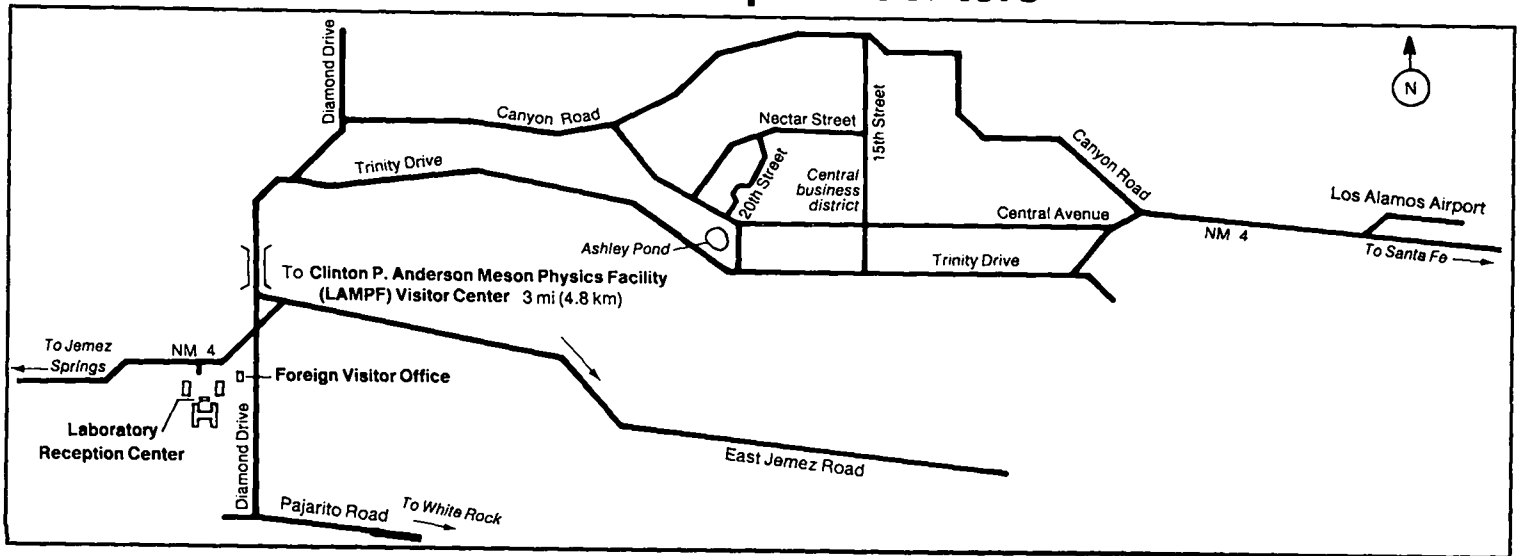 Diamond Drive
Canyon Road
Trinity Drive
Nectar Street
15th Street
20th Street
Central
business
district
Canyon Road
N
Los Alamos Airport
Central Avenue
NM 4
To Santa Fe
Ashley Pond
Trinity Drive
To Clinton P. Anderson Meson Physics Facility
(LAMPF) Visitor Center 3 mi (4.8 km)
To Jemez
Springs
NM 4
Foreign Visitor Office
Laboratory
Reception Center
Diamond Drive
East Jemez Road
Pajarito Road
To White Rock